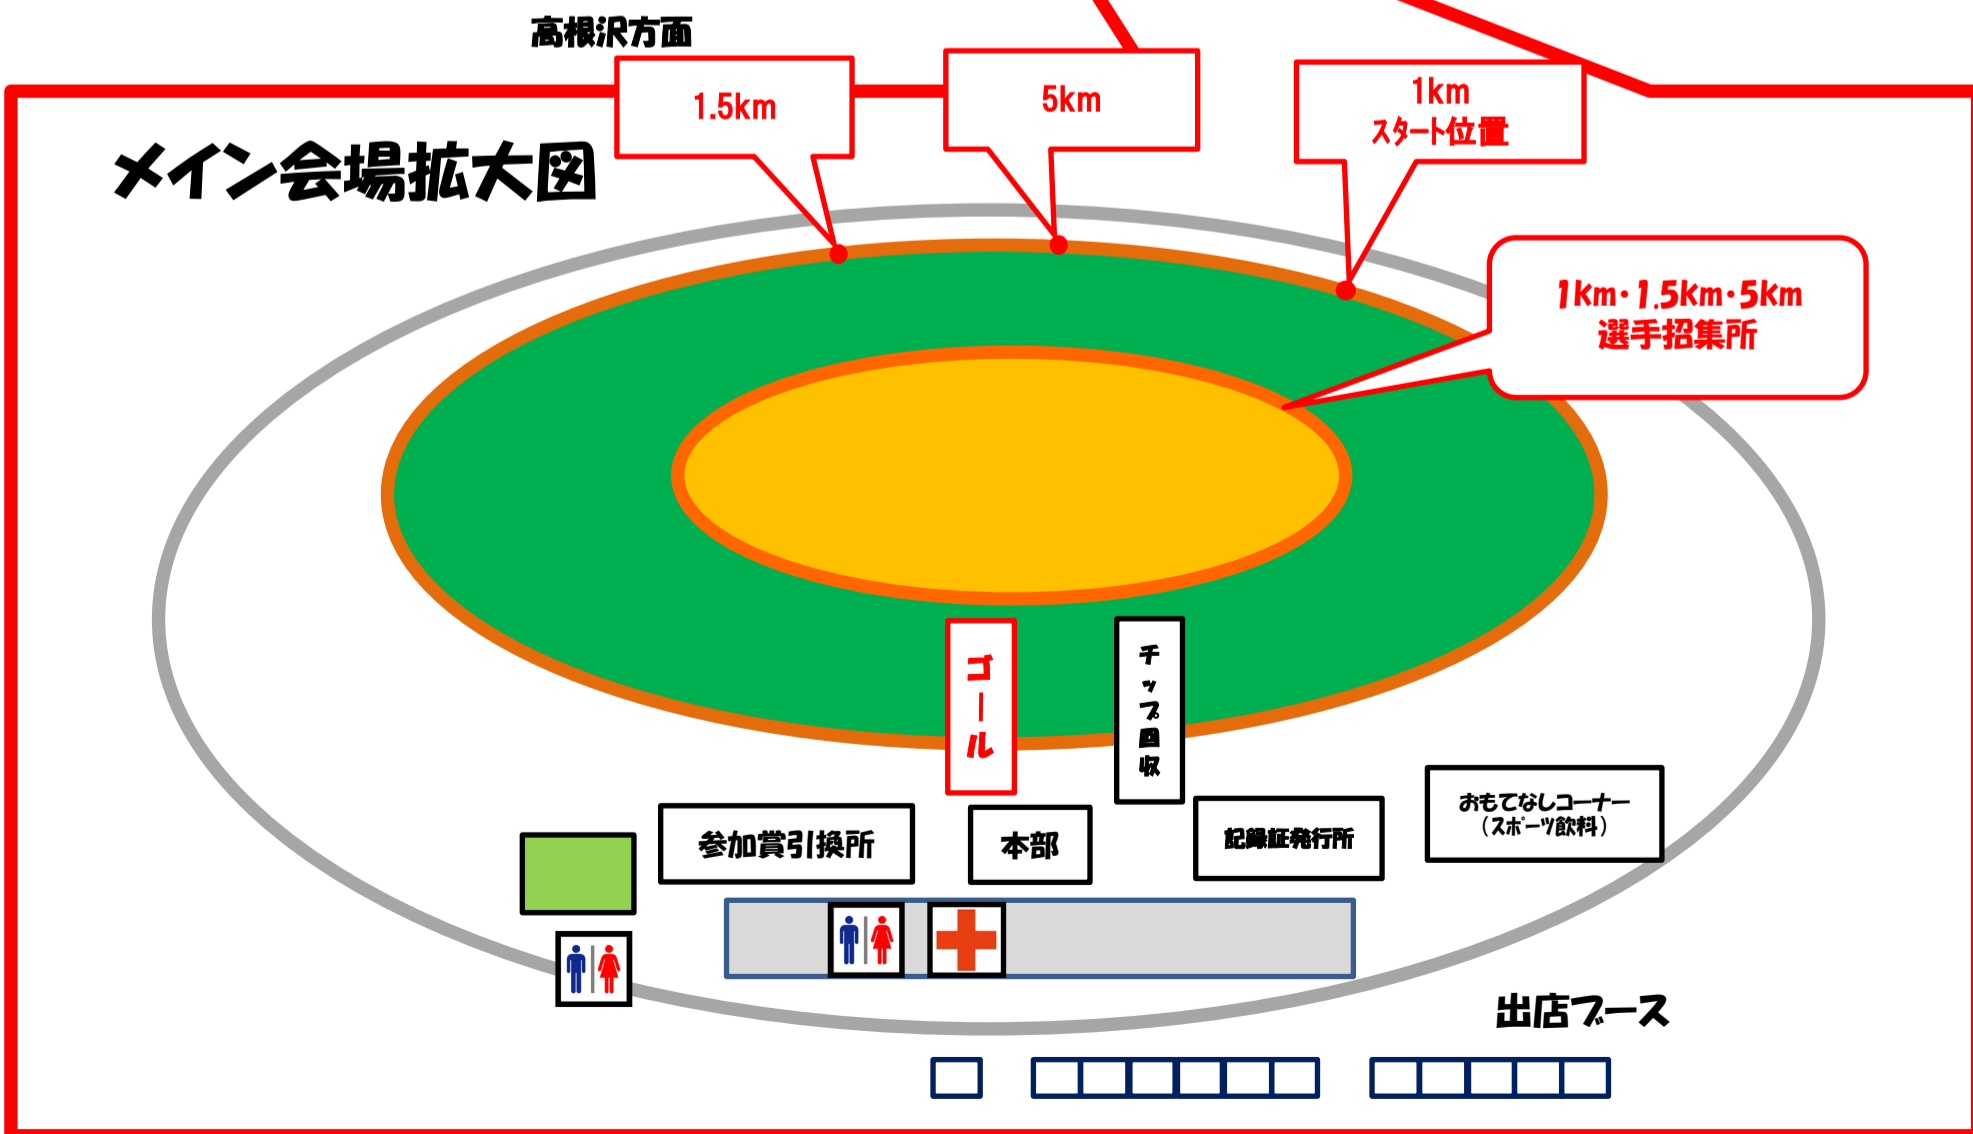 高根沢方面
1.5km
5km
1km
スタート位置
メイン会場拡大図
1km・1.5km・5km
選手招集所
ゴール
チップ回収
おもてなしコーナー
（スポーツ飲料）
参加賞引換所
本部
記録証発行所
出店ブース